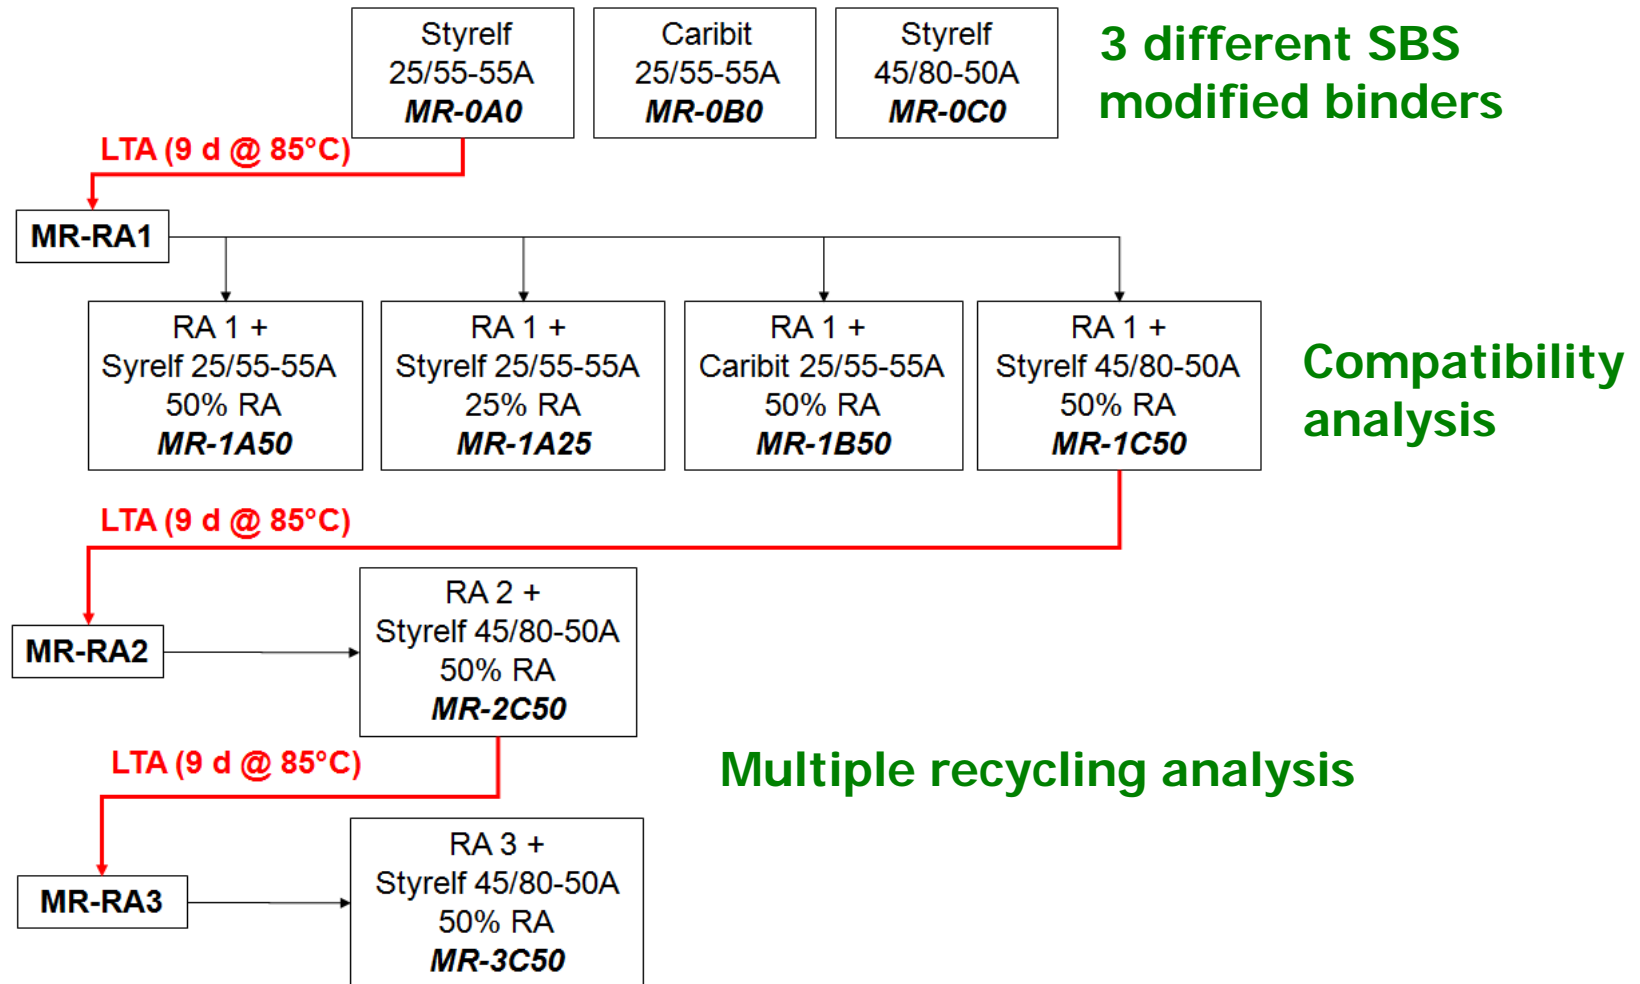 Styrelf
25/55-55A
MR-0A0
Caribit
25/55-55A
MR-0B0
Styrelf
45/80-50A
MR-0C0
3 different SBS
modified binders
LTA (9 d @ 85°C)
MR-RA1
RA 1 +
Syrelf 25/55-55A
50% RA
MR-1A50
RA 1 +
Styrelf 25/55-55A
25% RA
MR-1A25
RA 1 +
Caribit 25/55-55A
50% RA
MR-1B50
RA 1 +
Styrelf 45/80-50A
50% RA
MR-1C50
Compatibility
analysis
LTA (9 d @ 85°C)
MR-RA2
RA 2 +
Styrelf 45/80-50A
50% RA
MR-2C50
LTA (9 d @ 85°C)
Multiple recycling analysis
MR-RA3
RA 3 +
Styrelf 45/80-50A
50% RA
MR-3C50